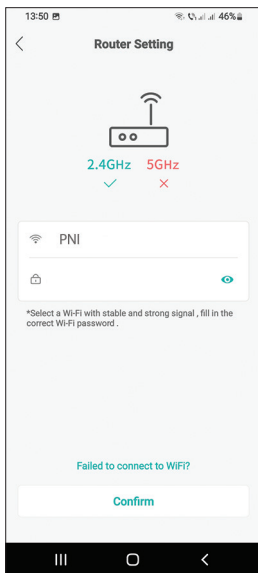 13:50 46%
Router Setting
2.4GHz 5GHz
PNI
*Select a Wi-Fi with stable and strong signal , fill in the
correct Wi-Fi password .
Failed to connect to WiFi?
Confirm